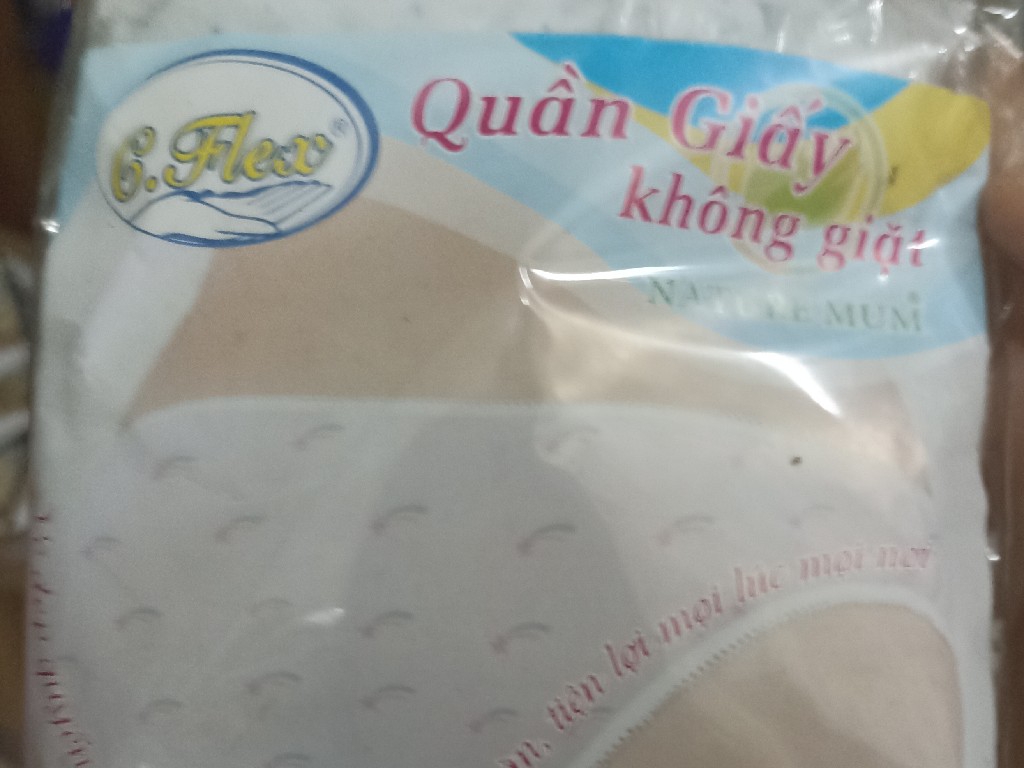 C.Flex®
Quần Giấy
không giặt
NATURE MUM®
tiện lợi mọi lúc mọi nơi